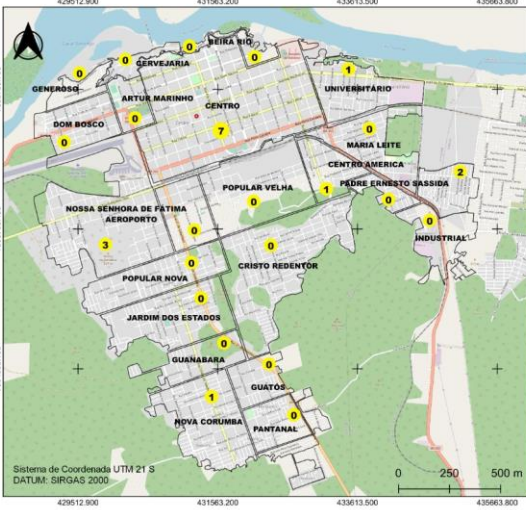 429512.900 431563.200 433613.500 435663.800
BEIRA RIO
0
0
0
CERVEJARIA
0
1
GENEROSO
UNIVERSITÁRIO
ARTUR MARINHO
CENTRO
DOM BOSCO
0
0
7
0
MARIA LEITE
CENTRO AMERICA
2
POPULAR VELHA
PADRE ERNESTO SASSIDA
1
0
0
NOSSA SENHORA DE FÁTIMA
AEROPORTO
0
0
INDUSTRIAL
3
0
0
CRISTO REDENTOR
POPULAR NOVA
0
JARDIM DOS ESTADOS
0
GUANABARA
0
GUATÓS
1
0
NOVA CORUMBA
PANTANAL
Sistema de Coordenada UTM 21 S
DATUM: SIRGAS 2000
0 250 500 m
429512.900 431563.200 433613.500 435663.800